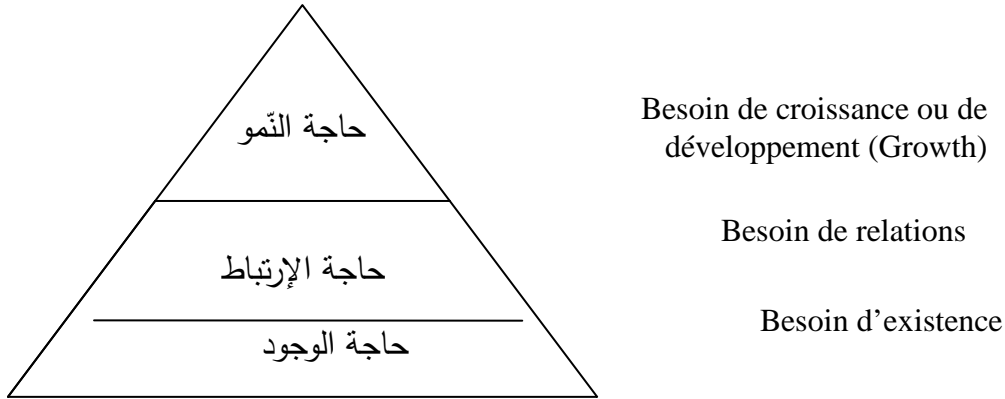 حاجة النّمو
Besoin de croissance ou de
développement (Growth)
حاجة الإرتباط
Besoin de relations
حاجة الوجود
Besoin d’existence